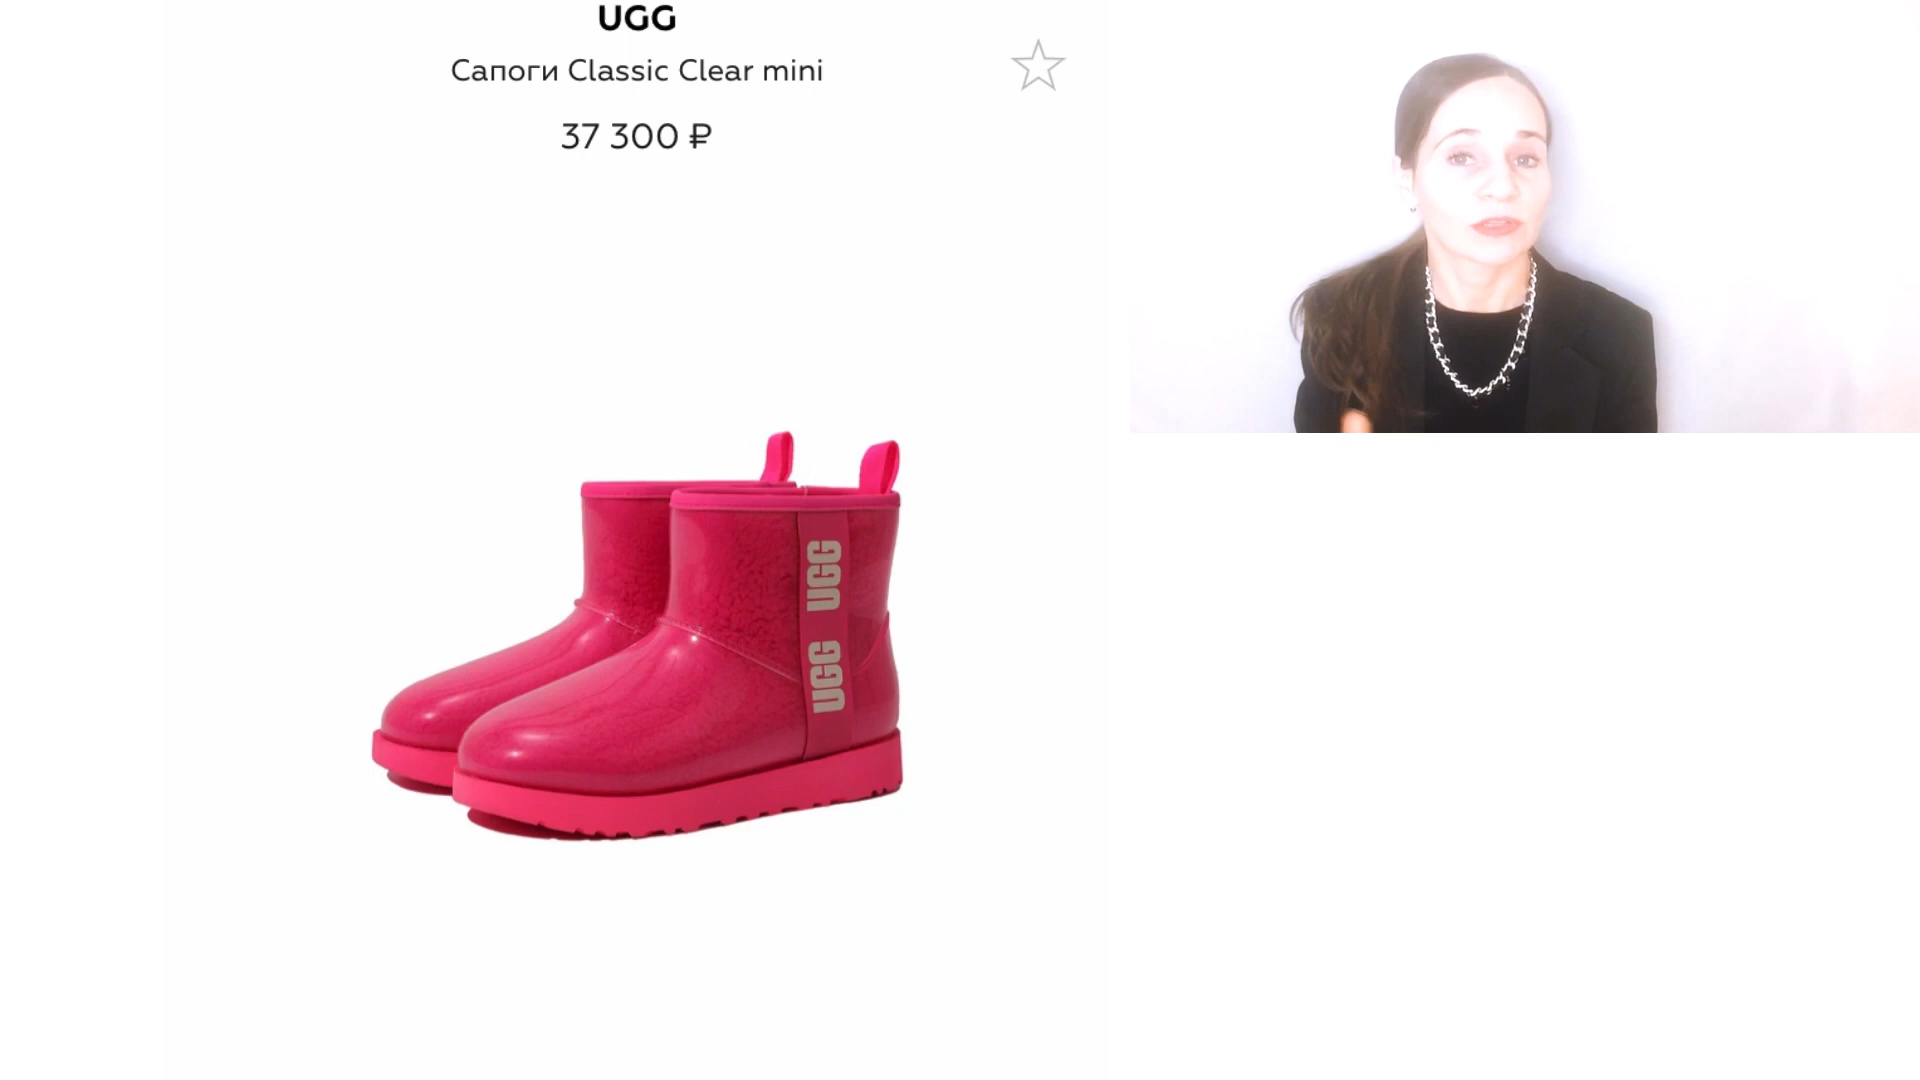 UGG
Сапоги Classic Clear mini
37 300 ₽
UGG UGG